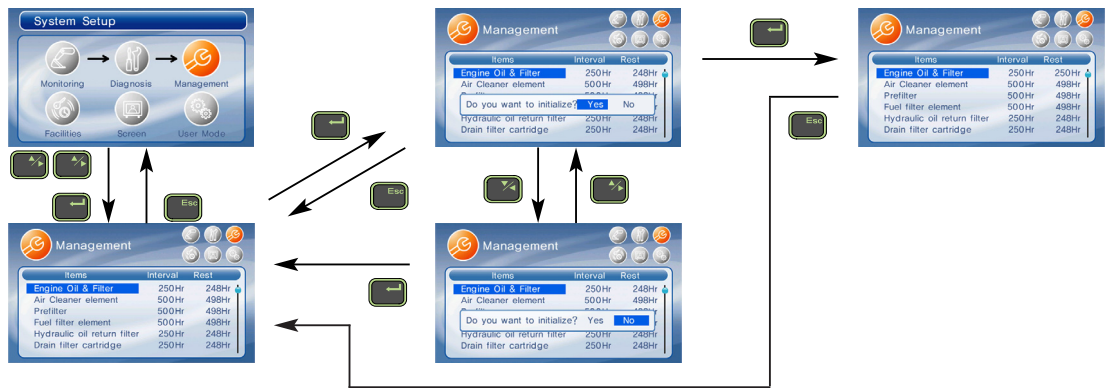 System Setup
Monitoring Diagnosis Management
Facilities Screen User Mode
Esc
Management
Items Interval Rest
Engine Oil & Filter 250Hr 248Hr
Air Cleaner element 500Hr 498Hr
Prefilter 500Hr 498Hr
Fuel filter element 500Hr 498Hr
Hydraulic oil return filter 250Hr 248Hr
Drain filter cartridge 250Hr 248Hr
Esc
Management
Items Interval Rest
Engine Oil & Filter 250Hr 248Hr
Air Cleaner element 500Hr 498Hr
Do you want to initialize? Yes No
Hydraulic oil return filter 250Hr 248Hr
Drain filter cartridge 250Hr 248Hr
Management
Items Interval Rest
Engine Oil & Filter 250Hr 248Hr
Air Cleaner element 500Hr 498Hr
Do you want to initialize? Yes No
Hydraulic oil return filter 250Hr 248Hr
Drain filter cartridge 250Hr 248Hr
Management
Items Interval Rest
Engine Oil & Filter 250Hr 250Hr
Air Cleaner element 500Hr 498Hr
Prefilter 500Hr 498Hr
Fuel filter element 500Hr 498Hr
Hydraulic oil return filter 250Hr 248Hr
Drain filter cartridge 250Hr 248Hr
Esc